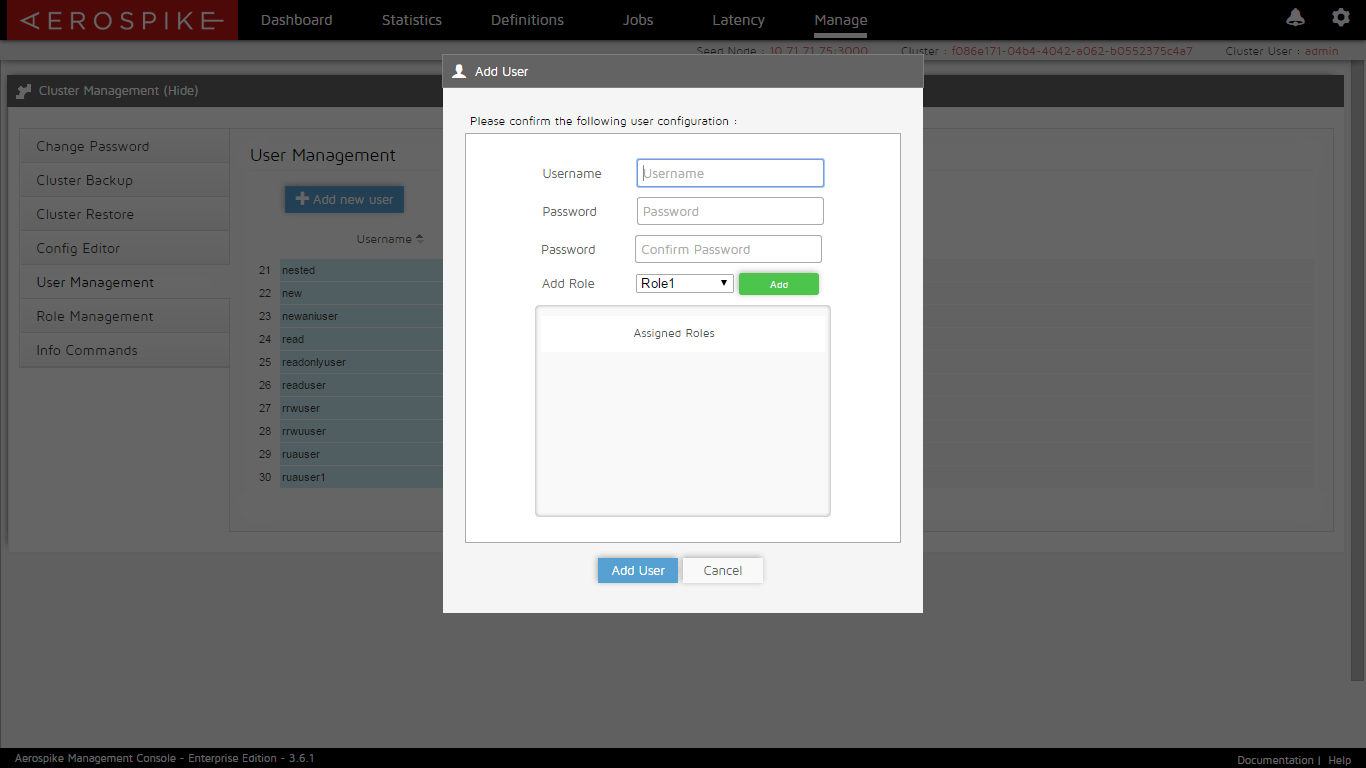 AEROSPIKE Dashboard Statistics Definitions Jobs Latency Manage
Seed Node : 10.71.71.75:3000 Cluster : f086e171-04b4-4042-a062-b0552375c4a7 Cluster User : admin
Cluster Management (Hide)
Change Password
Cluster Backup
Cluster Restore
Config Editor
User Management
Role Management
Info Commands
User Management
Add new user
Username
21 nested
22 new
23 newaniuser
24 read
25 readonlyuser
26 readuser
27 rrwuser
28 rrwuuser
29 ruauser
30 ruauser1
Add User
Please confirm the following user configuration :
Username Username
Password Password
Password Confirm Password
Add Role Role1 Add
Assigned Roles
Add User Cancel
Aerospike Management Console - Enterprise Edition - 3.6.1
Documentation | Help